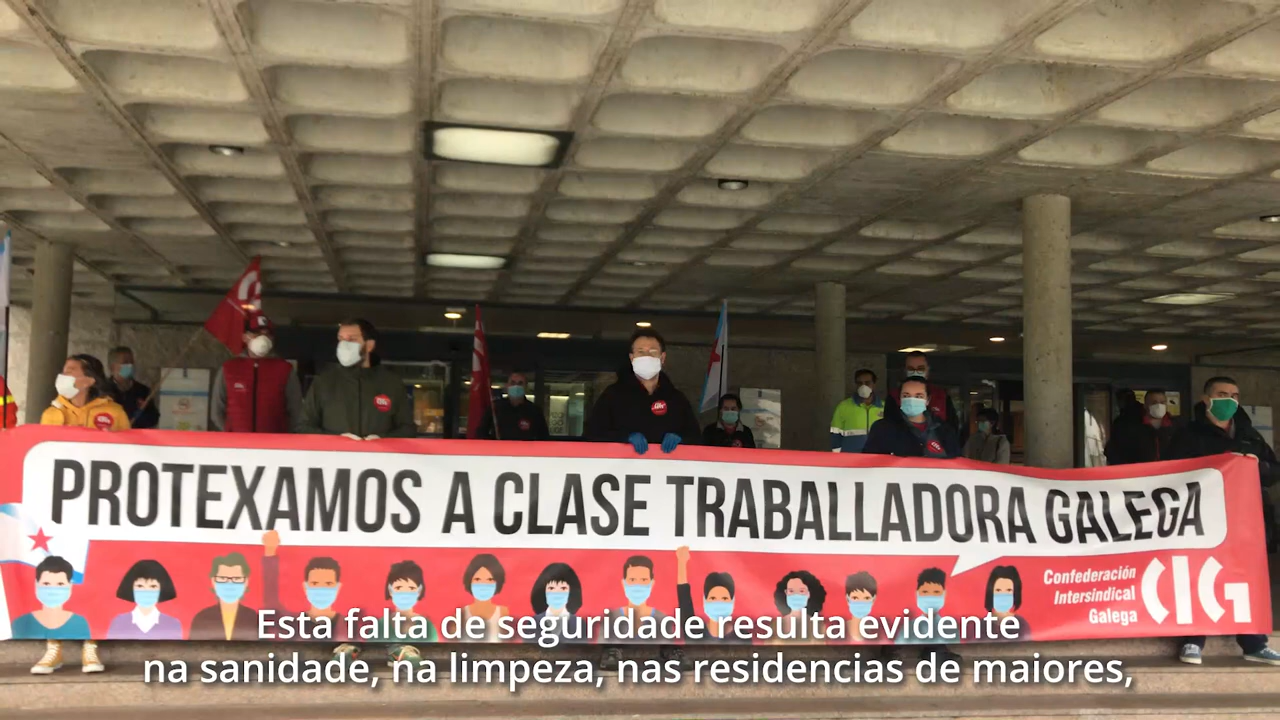 PROTEXAMOS A CLASE TRABALLADORA GALEGA
Confederación
Intersindical
Galega
CIG
Esta falta de seguridade resulta evidente
na sanidade, na limpeza, nas residencias de maiores,